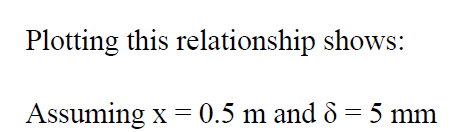 Plotting this relationship shows:
Assuming x = 0.5 m and δ = 5 mm